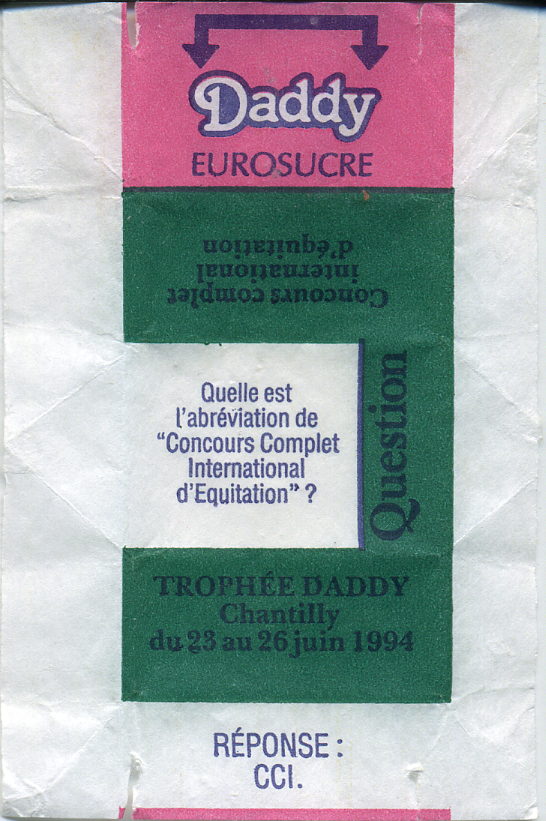 Daddy
EUROSUCRE
Concours complet
international
d'équitation
Quelle est
l'abréviation de
“Concours Complet
International
d'Equitation” ?
Question
TROPHÉE DADDY
Chantilly
du 23 au 26 juin 1994
RÉPONSE :
CCI.